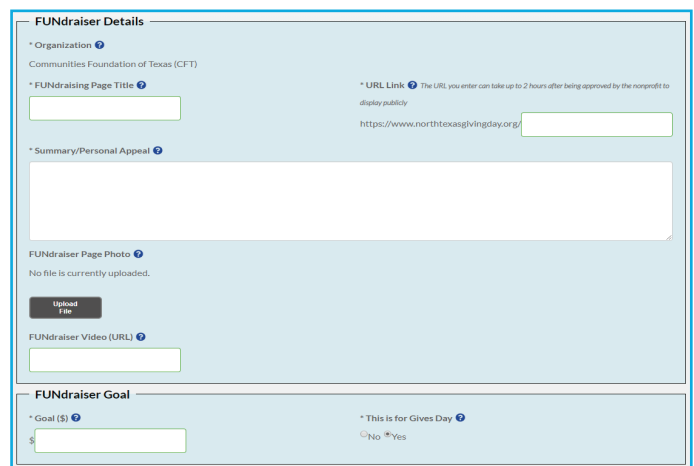 FUNdraiser Details
* Organization ?
Communities Foundation of Texas (CFT)
* FUNdraising Page Title ?
* URL Link ? The URL you enter can take up to 2 hours after being approved by the nonprofit to
display publicly
https://www.northtexasgivingday.org/
* Summary/Personal Appeal ?
FUNdraiser Page Photo ?
No file is currently uploaded.
Upload
File
FUNdraiser Video (URL) ?
FUNdraiser Goal
* Goal ($) ?
* This is for Gives Day ?
$
No Yes